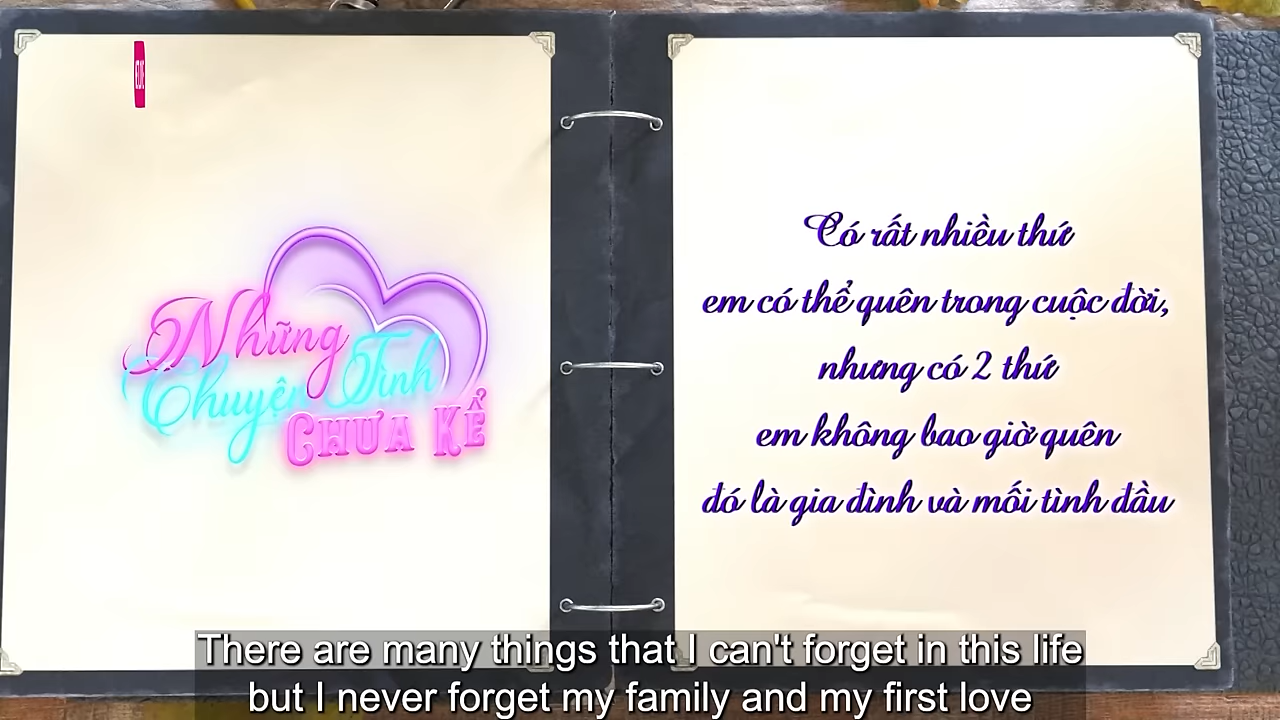 Những
Chuyện Tình
CHƯA KỂ
Có rất nhiều thứ
em có thể quên trong cuộc đời,
nhưng có 2 thứ
em không bao giờ quên
đó là gia đình và mối tình đầu
There are many things that I can't forget in this life
but I never forget my family and my first love